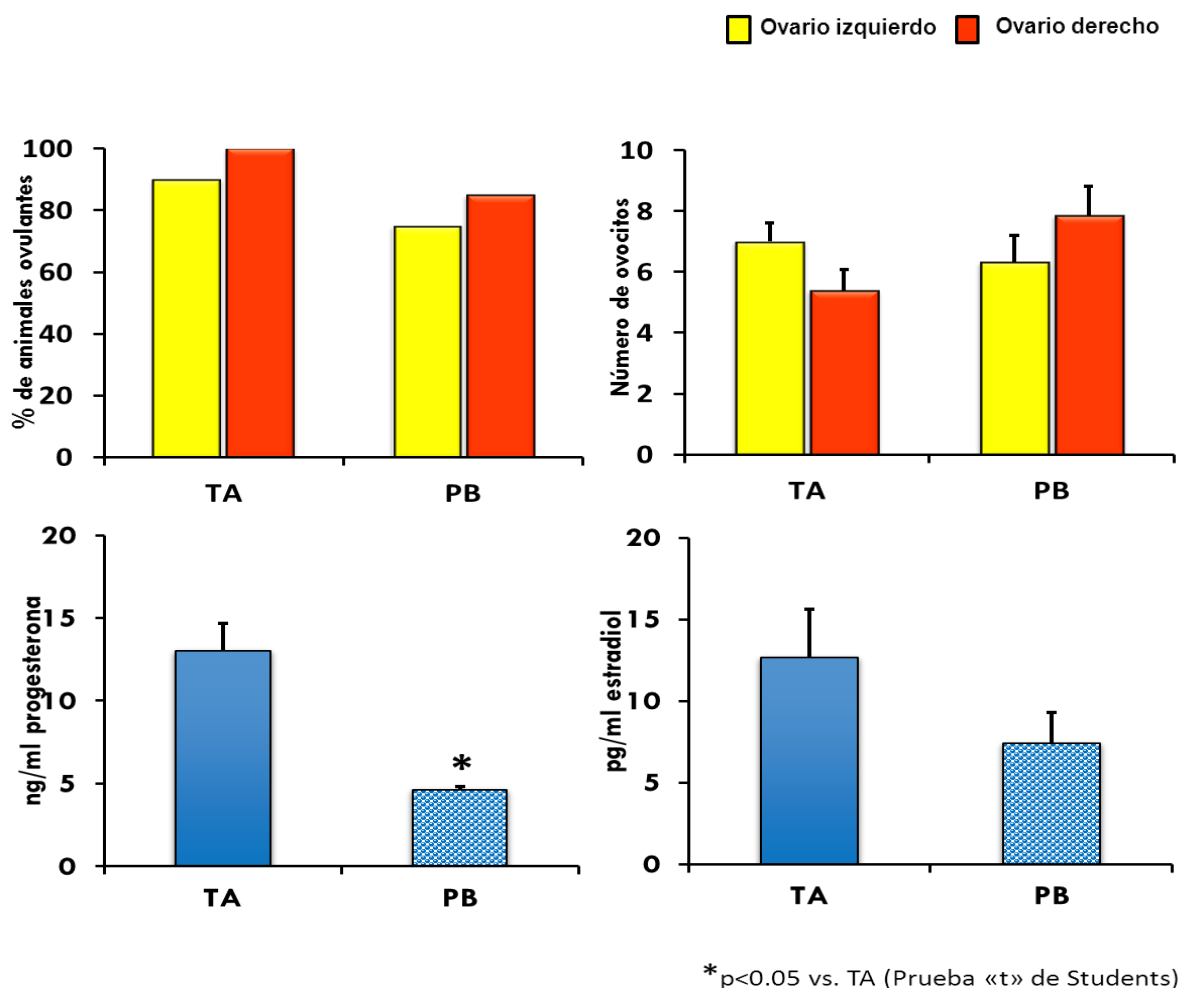 Ovario izquierdo Ovario derecho
% de animales ovulantes
100
80
60
40
20
0
TA PB
Número de ovocitos
10
8
6
4
2
0
TA PB
ng/ml progesterona
20
15
10
5
0
*
TA PB
pg/ml estradiol
20
15
10
5
0
TA PB
*p<0.05 vs. TA (Prueba «t» de Students)